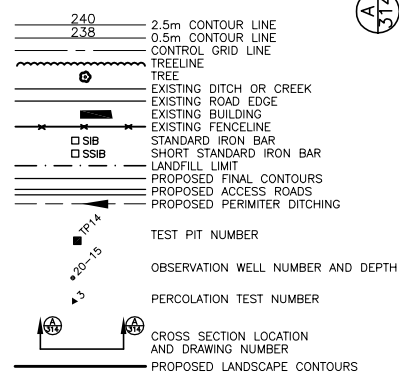 A
314
240 2.5m CONTOUR LINE
238 0.5m CONTOUR LINE
CONTROL GRID LINE
TREELINE
TREE
EXISTING DITCH OR CREEK
EXISTING ROAD EDGE
EXISTING BUILDING
EXISTING FENCELINE
SIB STANDARD IRON BAR
SSIB SHORT STANDARD IRON BAR
LANDFILL LIMIT
PROPOSED FINAL CONTOURS
PROPOSED ACCESS ROADS
PROPOSED PERIMITER DITCHING
TP14 TEST PIT NUMBER
20-15 OBSERVATION WELL NUMBER AND DEPTH
3 PERCOLATION TEST NUMBER
A
314
A
314
CROSS SECTION LOCATION
AND DRAWING NUMBER
PROPOSED LANDSCAPE CONTOURS